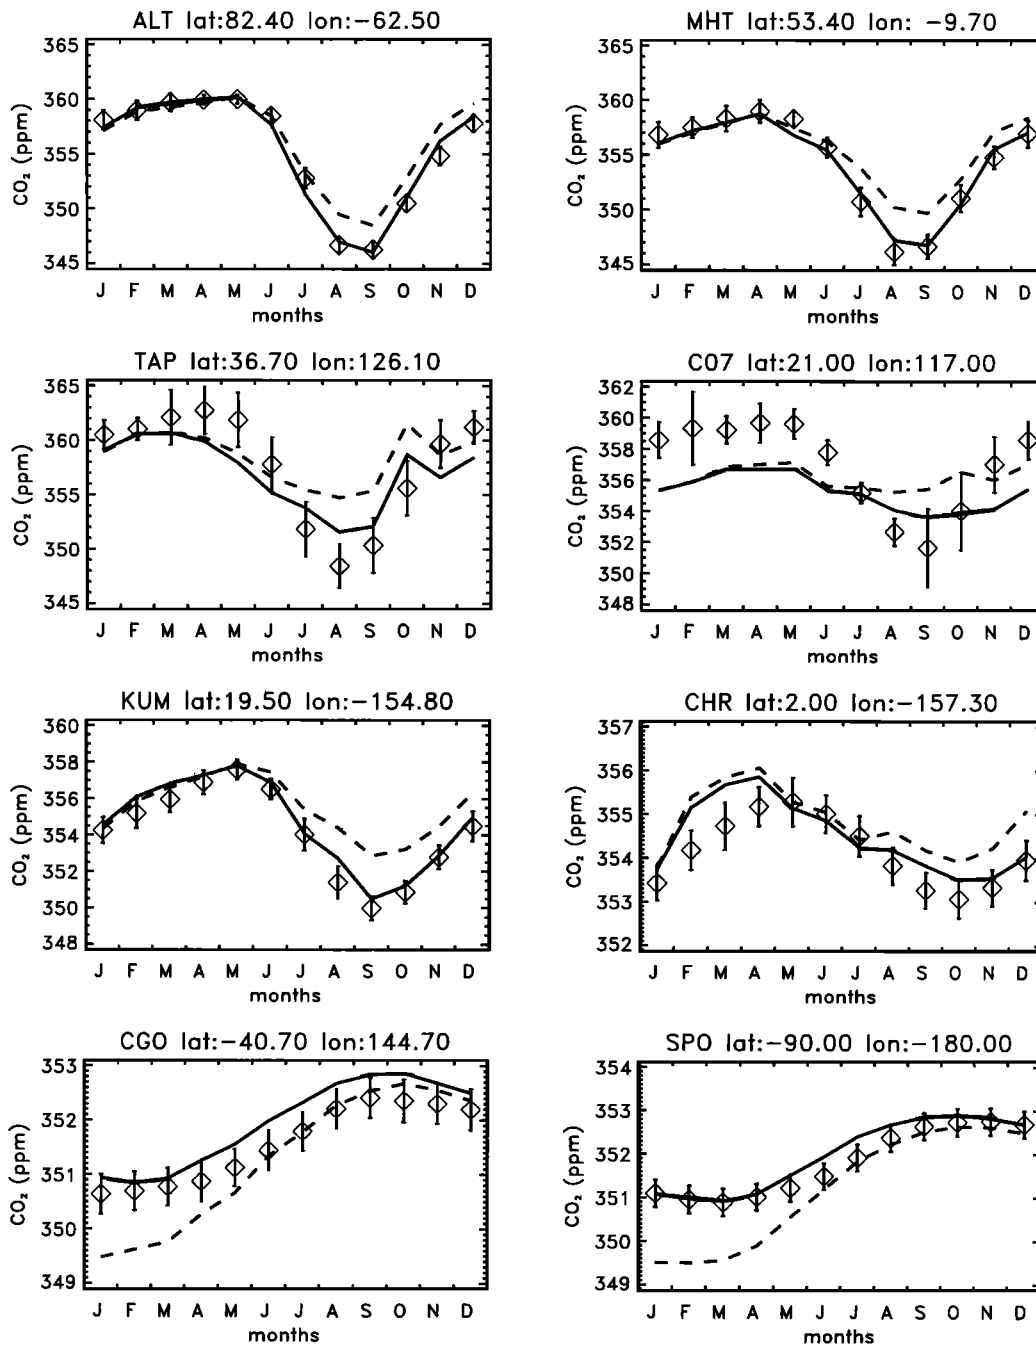 ALT lat:82.40 lon:−62.50
CO₂ (ppm)
365
360
355
350
345
J F M A M J J A S O N D
months
MHT lat:53.40 lon: −9.70
CO₂ (ppm)
365
360
355
350
345
J F M A M J J A S O N D
months
TAP lat:36.70 lon:126.10
CO₂ (ppm)
365
360
355
350
345
J F M A M J J A S O N D
months
C07 lat:21.00 lon:117.00
CO₂ (ppm)
362
360
358
356
354
352
350
348
J F M A M J J A S O N D
months
KUM lat:19.50 lon:−154.80
CO₂ (ppm)
360
358
356
354
352
350
348
J F M A M J J A S O N D
months
CHR lat:2.00 lon:−157.30
CO₂ (ppm)
357
356
355
354
353
352
J F M A M J J A S O N D
months
CGO lat:−40.70 lon:144.70
CO₂ (ppm)
353
352
351
350
349
J F M A M J J A S O N D
months
SPO lat:−90.00 lon:−180.00
CO₂ (ppm)
354
353
352
351
350
349
J F M A M J J A S O N D
months